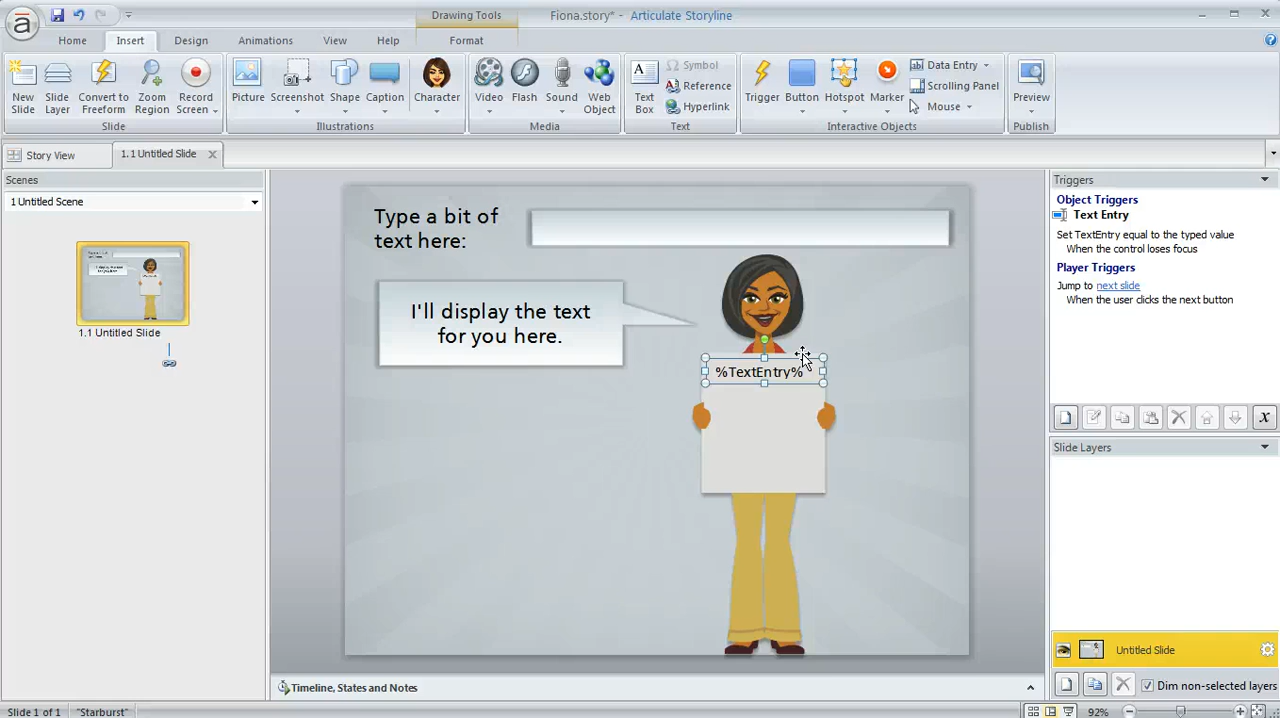 Drawing Tools
Fiona.story* - Articulate Storyline
Home Insert Design Animations View Help Format
New Slide
Slide Layer
Convert to Freeform
Zoom Region
Record Screen
Slide
Picture
Screenshot
Shape
Caption
Character
Illustrations
Video
Flash
Sound
Web Object
Media
Text Box
Symbol
Reference
Hyperlink
Text
Trigger
Button
Hotspot
Marker
Data Entry
Scrolling Panel
Mouse
Interactive Objects
Preview
Publish
Story View
1.1 Untitled Slide
Scenes
1 Untitled Scene
1.1 Untitled Slide
Type a bit of
text here:
I'll display the text
for you here.
%TextEntry%
Timeline, States and Notes
Triggers
Object Triggers
Text Entry
Set TextEntry equal to the typed value
When the control loses focus
Player Triggers
Jump to next slide
When the user clicks the next button
Slide Layers
Untitled Slide
Dim non-selected layers
Slide 1 of 1
"Starburst"
92%